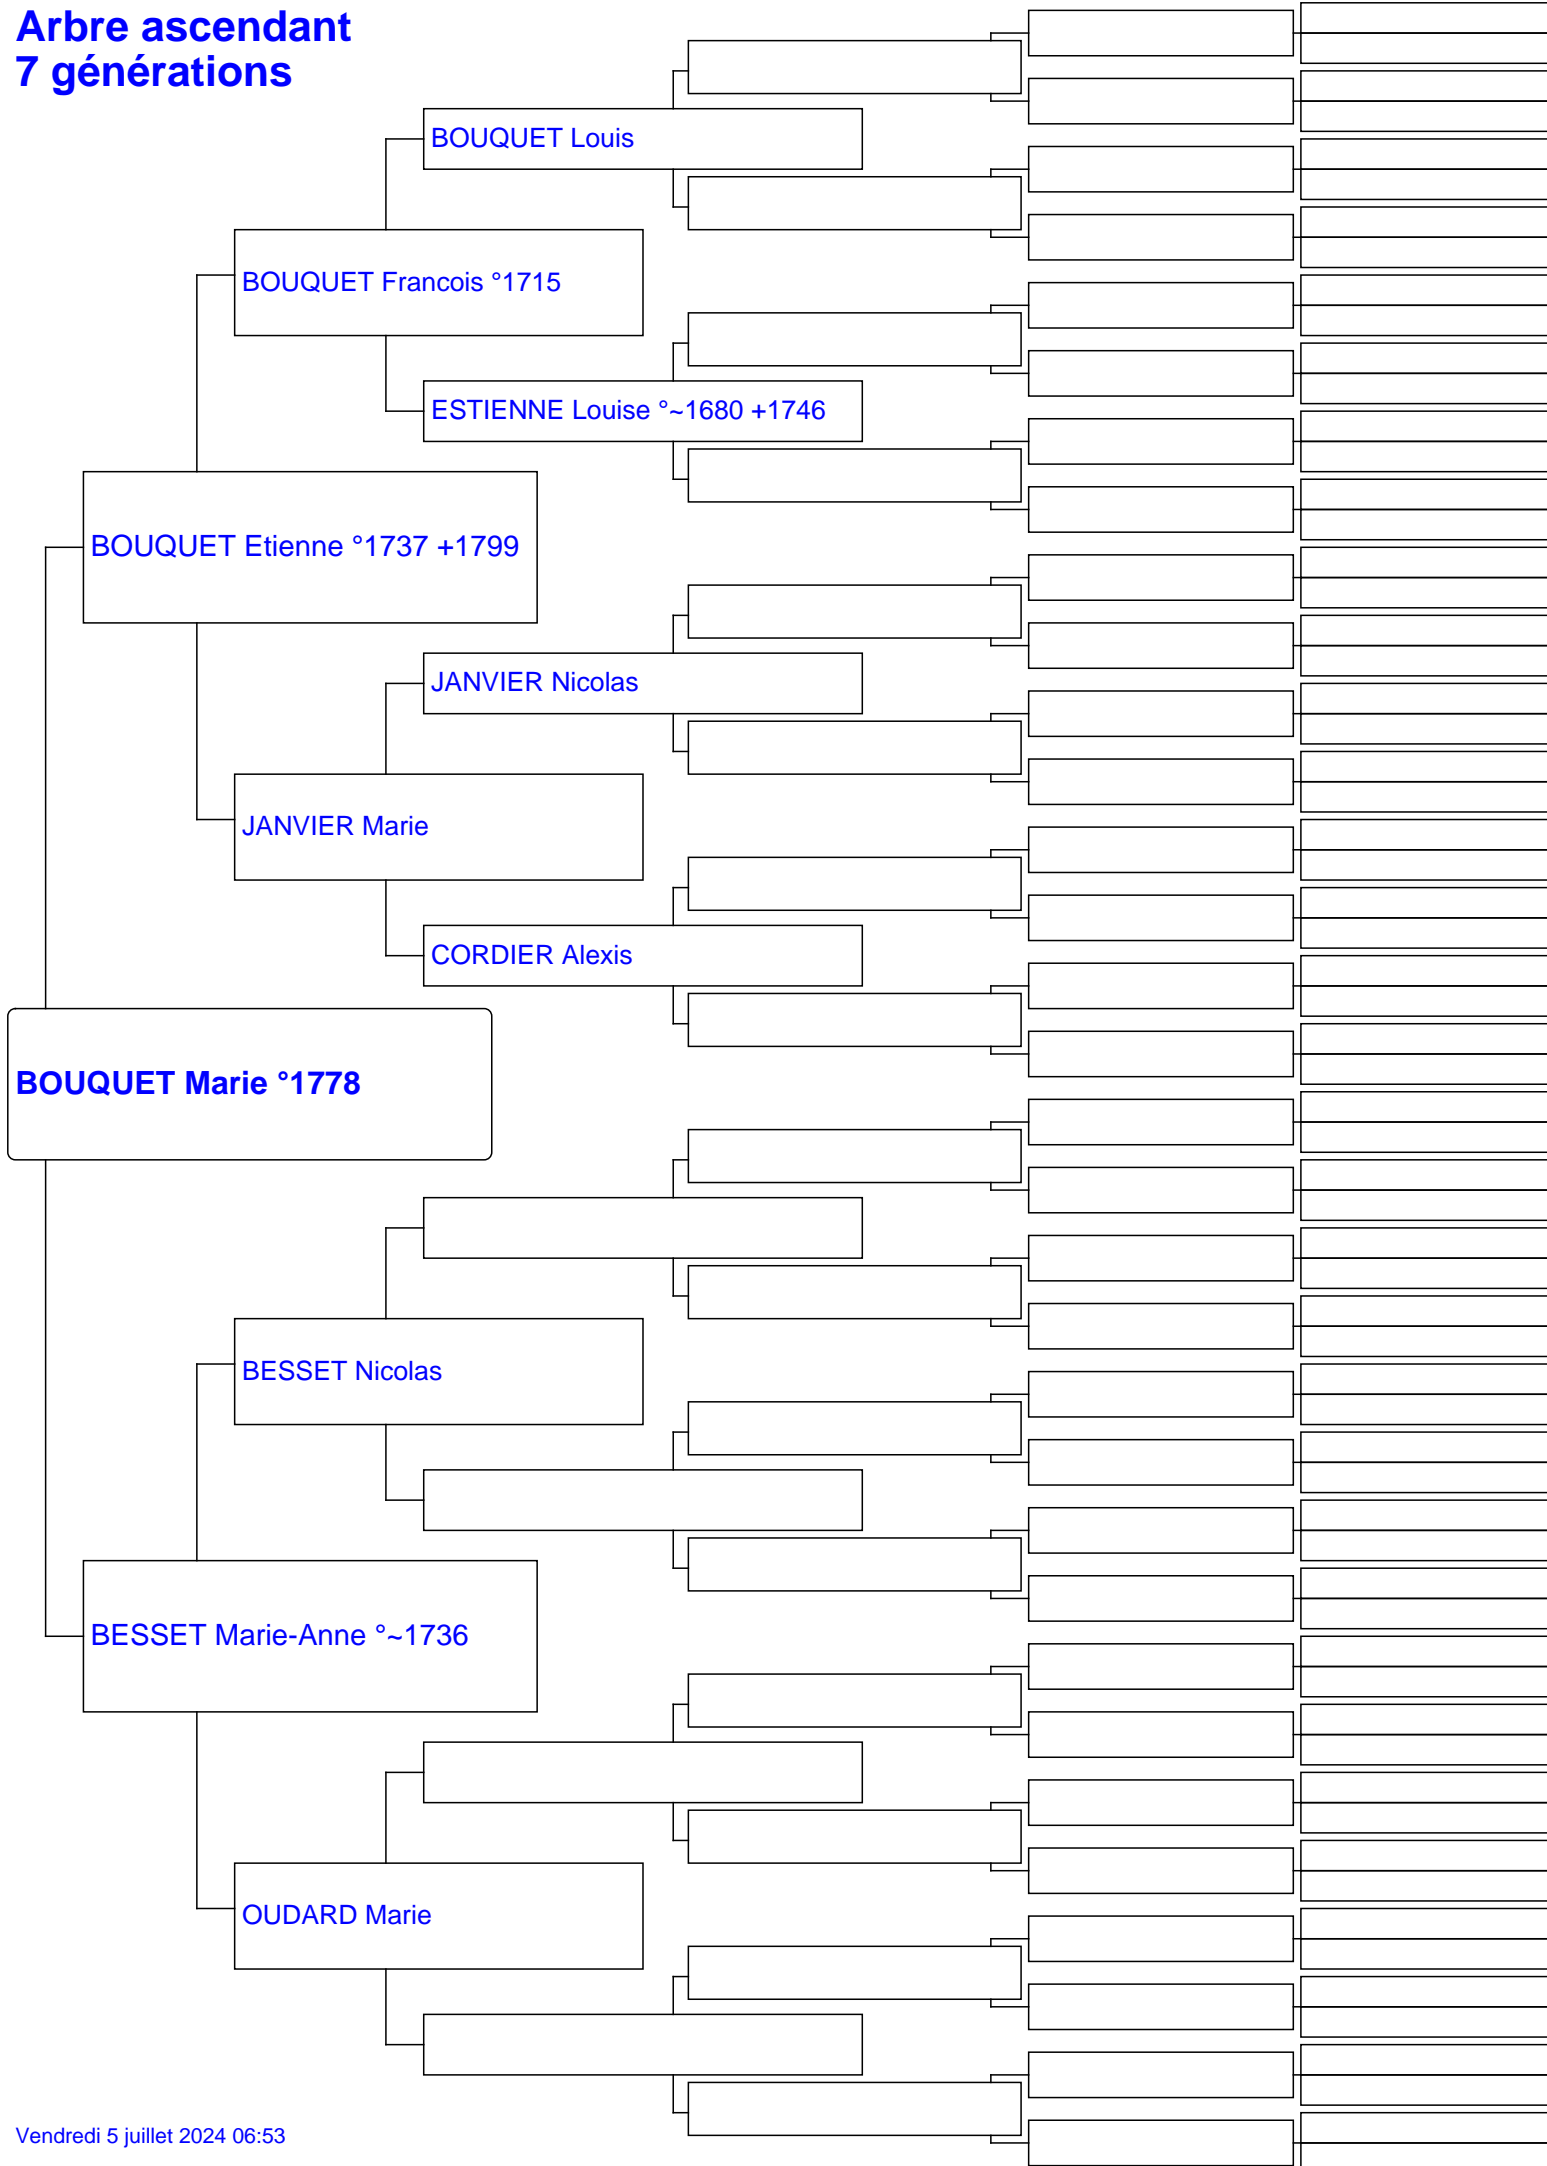 Arbre ascendant
7 générations
BOUQUET Louis
BOUQUET Francois °1715
ESTIENNE Louise °~1680 +1746
BOUQUET Etienne °1737 +1799
JANVIER Nicolas
JANVIER Marie
CORDIER Alexis
BOUQUET Marie °1778
BESSET Nicolas
BESSET Marie-Anne °~1736
OUDARD Marie
Vendredi 5 juillet 2024 06:53